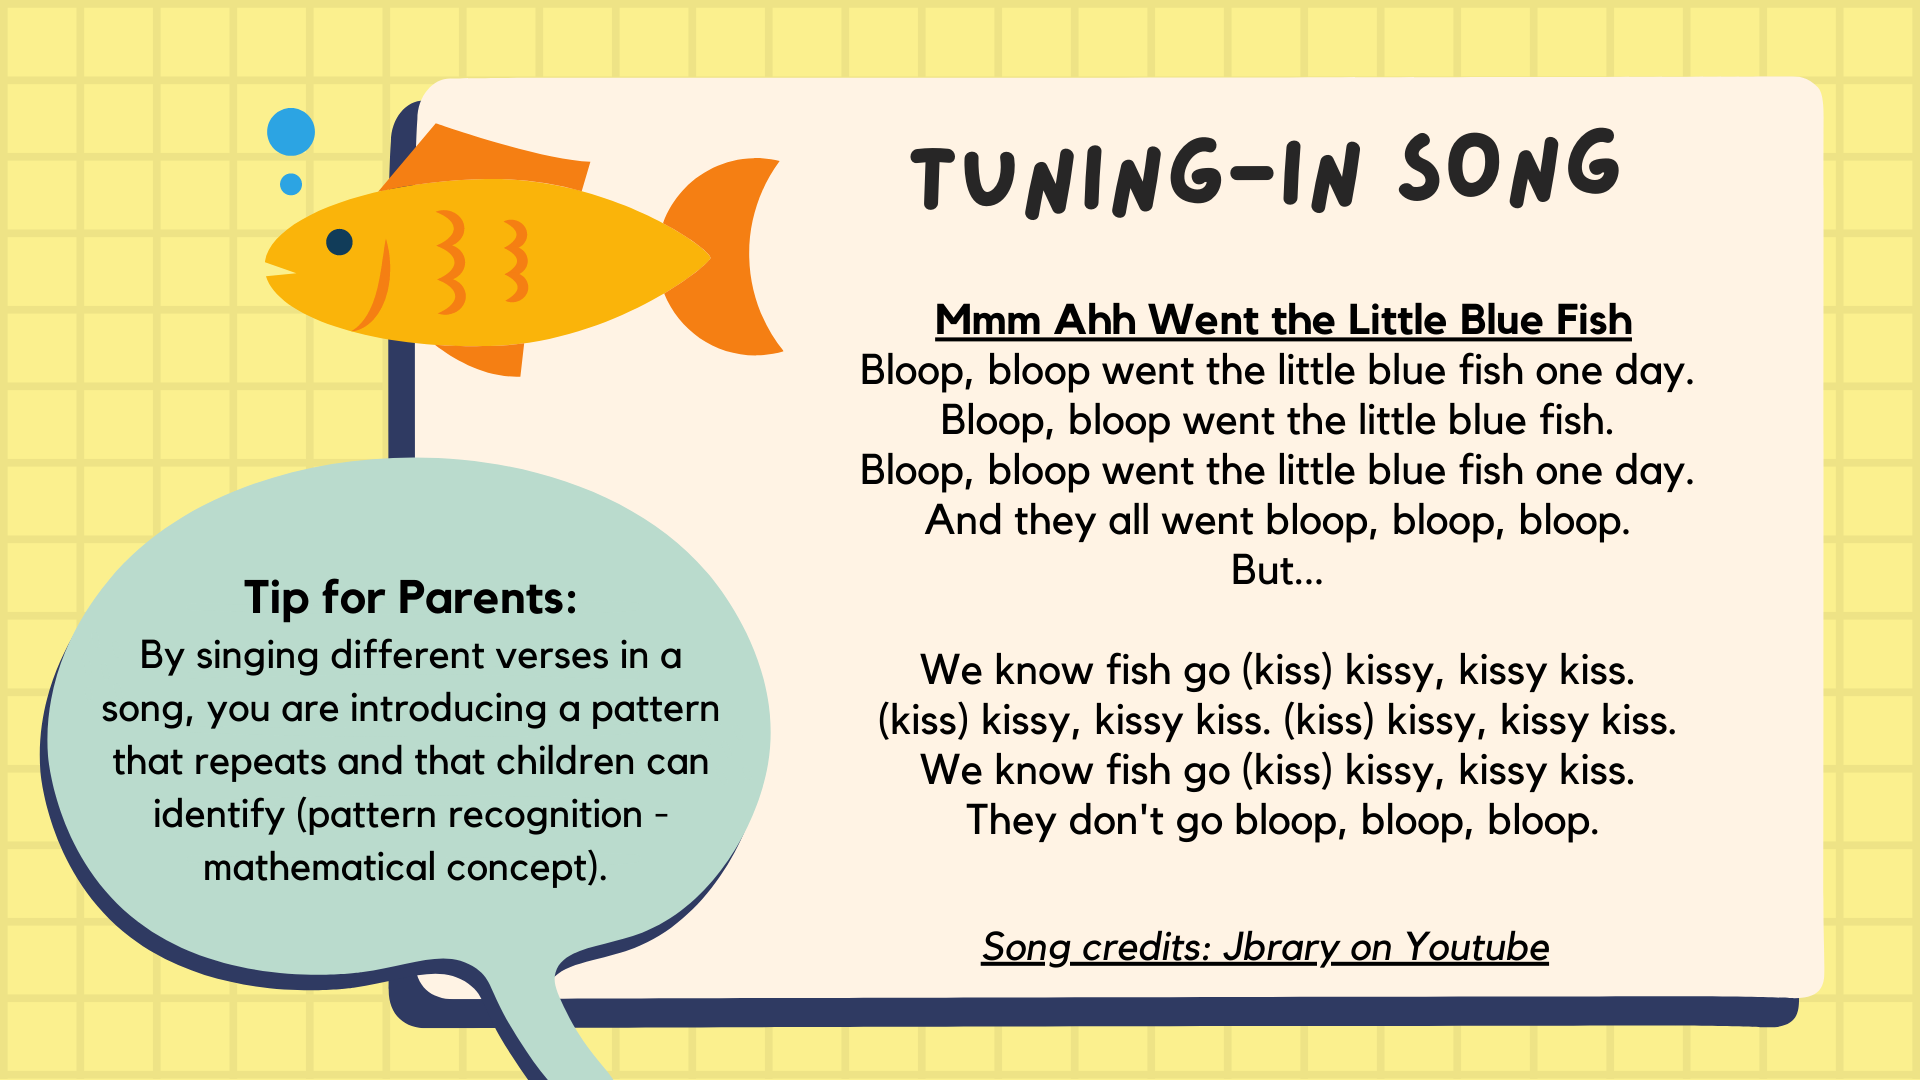 TUNING-IN SONG
Mmm Ahh Went the Little Blue Fish
Bloop, bloop went the little blue fish one day.
Bloop, bloop went the little blue fish.
Bloop, bloop went the little blue fish one day.
And they all went bloop, bloop, bloop.
But...
We know fish go (kiss) kissy, kissy kiss.
(kiss) kissy, kissy kiss. (kiss) kissy, kissy kiss.
We know fish go (kiss) kissy, kissy kiss.
They don't go bloop, bloop, bloop.
Song credits: Jbrary on Youtube
Tip for Parents:
By singing different verses in a
song, you are introducing a pattern
that repeats and that children can
identify (pattern recognition -
mathematical concept).